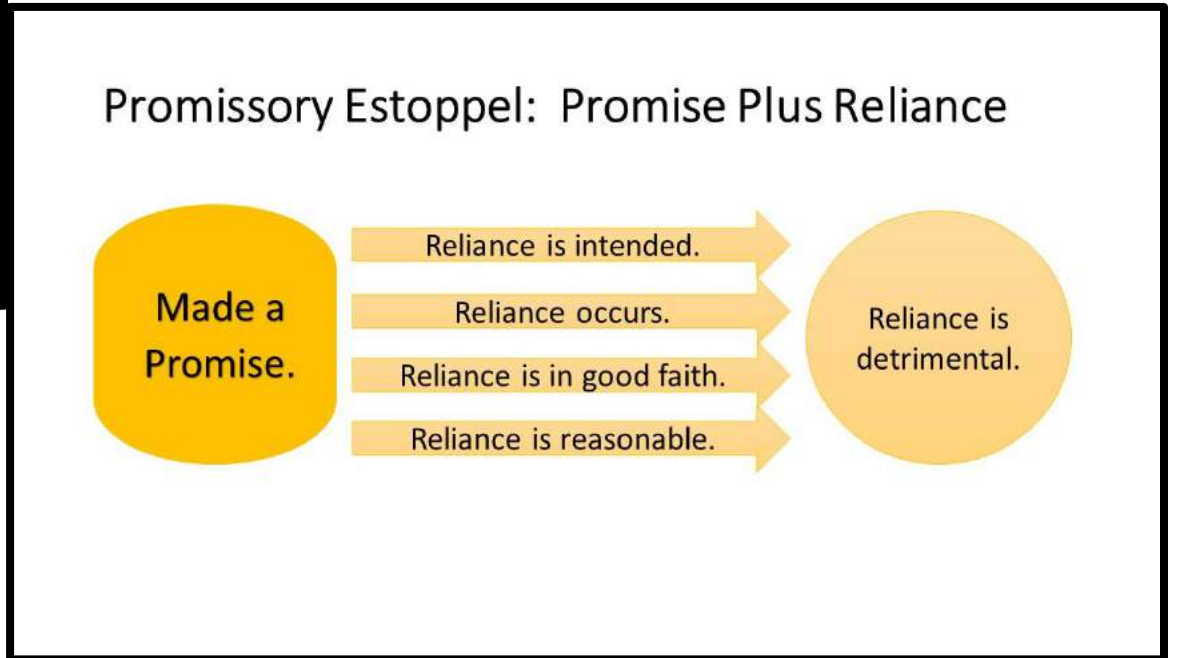 Promissory Estoppel: Promise Plus Reliance
Made a
Promise.
Reliance is intended.
Reliance occurs.
Reliance is in good faith.
Reliance is reasonable.
Reliance is
detrimental.